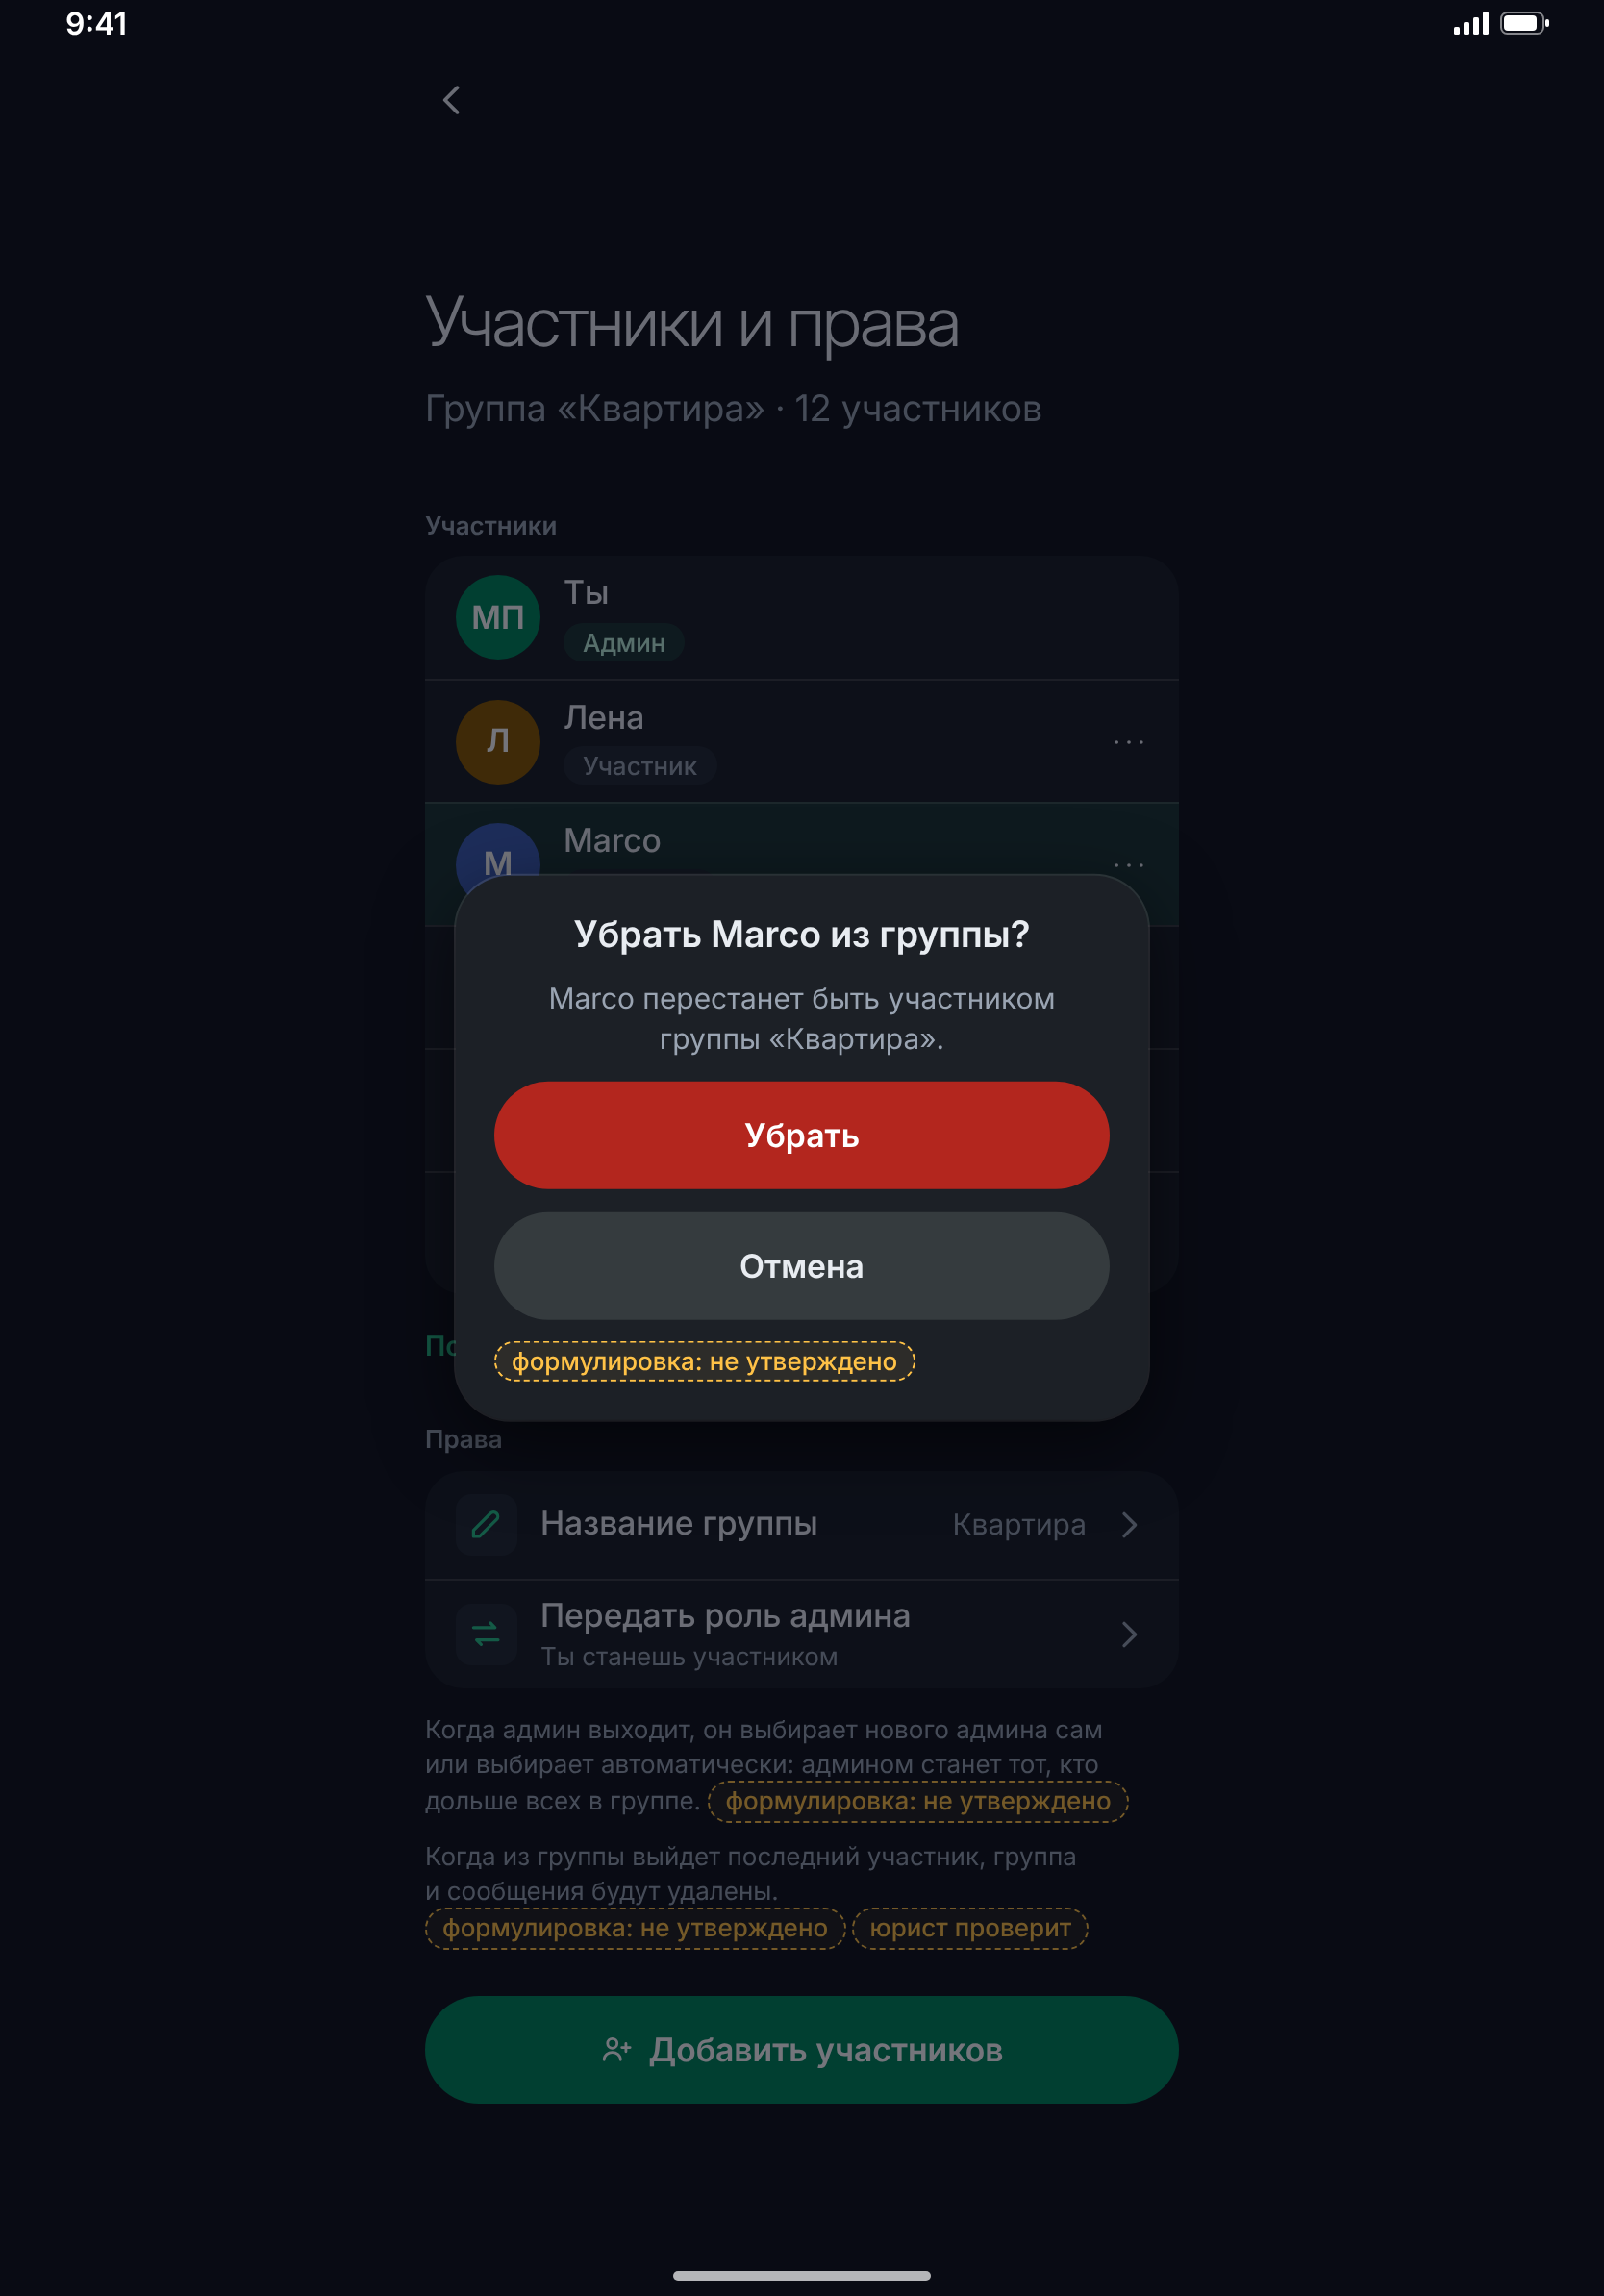 9:41
Участники и права
Группа «Квартира» · 12 участников
Участники
МП
Ты
Админ
Л
Лена
Участник
М
Marco
Убрать Marco из группы?
Marco перестанет быть участником
группы «Квартира».
Убрать
Отмена
формулировка: не утверждено
Права
Название группы
Квартира
Передать роль админа
Ты станешь участником
Когда админ выходит, он выбирает нового админа сам
или выбирает автоматически: админом станет тот, кто
дольше всех в группе. формулировка: не утверждено
Когда из группы выйдет последний участник, группа
и сообщения будут удалены.
формулировка: не утверждено юрист проверит
Добавить участников